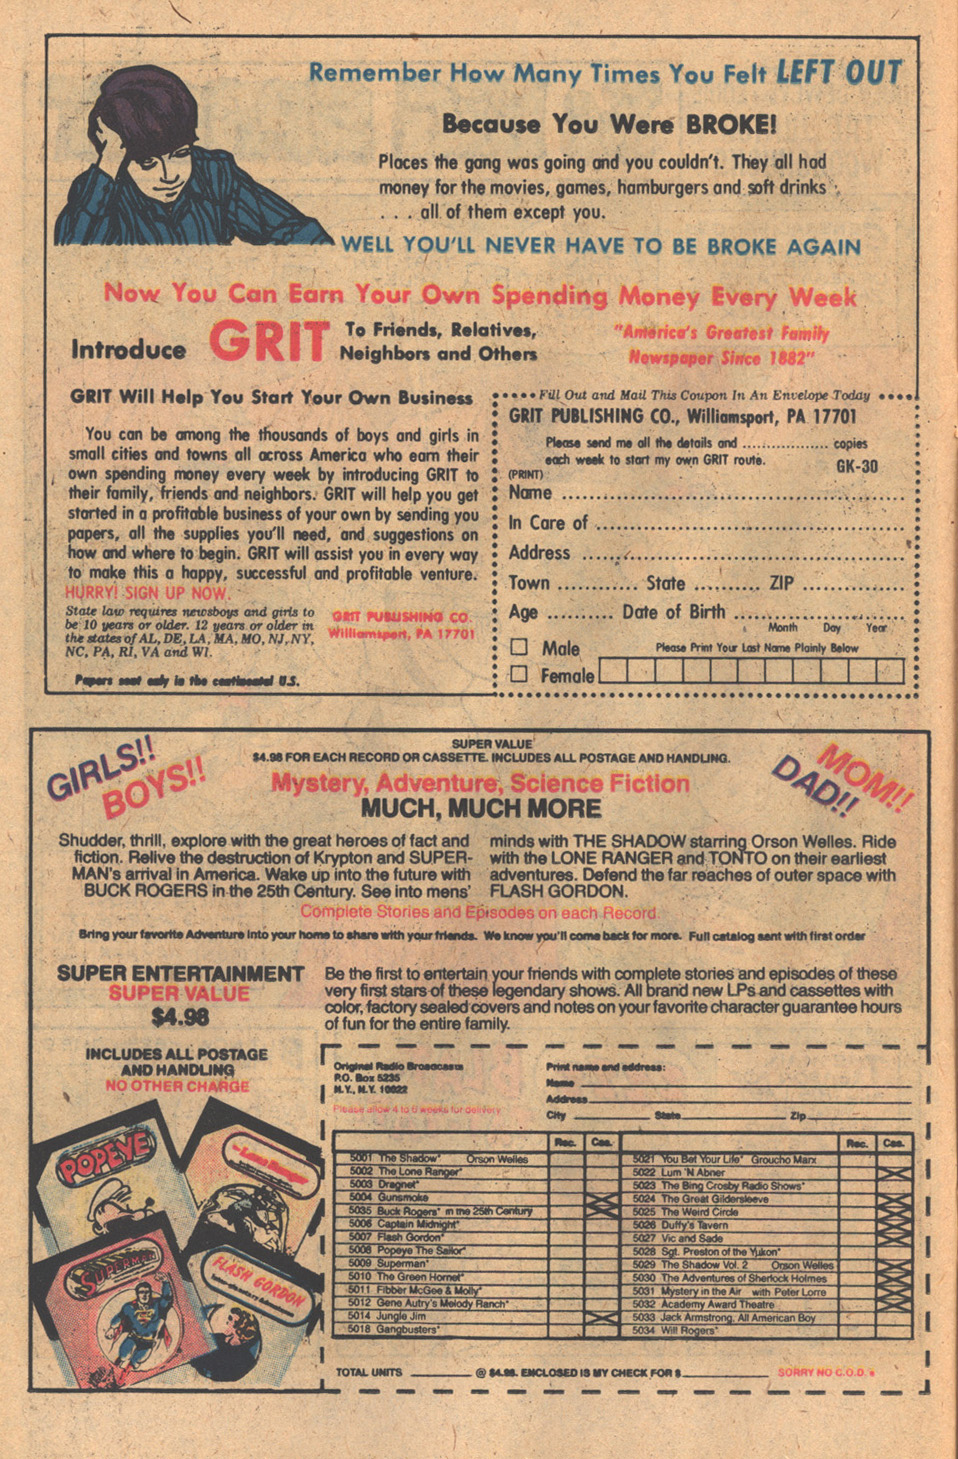 Remember How Many Times You Felt LEFT OUT
Because You Were BROKE!
Places the gang was going and you couldn't. They all had
money for the movies, games, hamburgers and soft drinks
. . . all of them except you.
WELL YOU'LL NEVER HAVE TO BE BROKE AGAIN
Now You Can Earn Your Own Spending Money Every Week
Introduce GRIT To Friends, Relatives,
Neighbors and Others
"America's Greatest Family
Newspaper Since 1882"
GRIT Will Help You Start Your Own Business
You can be among the thousands of boys and girls in
small cities and towns all across America who earn their
own spending money every week by introducing GRIT to
their family, friends and neighbors. GRIT will help you get
started in a profitable business of your own by sending you
papers, all the supplies you'll need, and suggestions on
how and where to begin. GRIT will assist you in every way
to make this a happy, successful and profitable venture.
HURRY! SIGN UP NOW.
State law requires newsboys and girls to
be 10 years or older. 12 years or older in
the states of AL, DE, LA, MA, MO, NJ, NY,
NC, PA, RI, VA and WI.
Papers sent only in the continental U.S.
GRIT PUBLISHING CO.
Williamsport, PA 17701
Fill Out and Mail This Coupon In An Envelope Today
GRIT PUBLISHING CO., Williamsport, PA 17701
Please send me all the details and .................. copies
each week to start my own GRIT route.
GK-30
(PRINT)
Name
In Care of
Address
Town ............ State .......... ZIP
Age .......... Date of Birth
Month Day Year
Male
Please Print Your Last Name Plainly Below
Female
GIRLS!!
BOYS!!
SUPER VALUE
$4.98 FOR EACH RECORD OR CASSETTE. INCLUDES ALL POSTAGE AND HANDLING.
Mystery, Adventure, Science Fiction
MUCH, MUCH MORE
MOM!!
DAD!!
Shudder, thrill, explore with the great heroes of fact and
fiction. Relive the destruction of Krypton and SUPER-
MAN's arrival in America. Wake up into the future with
BUCK ROGERS in the 25th Century. See into mens'
minds with THE SHADOW starring Orson Welles. Ride
with the LONE RANGER and TONTO on their earliest
adventures. Defend the far reaches of outer space with
FLASH GORDON.
Complete Stories and Episodes on each Record
Bring your favorite Adventure into your home to share with your friends. We know you'll come back for more. Full catalog sent with first order
SUPER ENTERTAINMENT
SUPER VALUE
$4.98
INCLUDES ALL POSTAGE
AND HANDLING
NO OTHER CHARGE
Be the first to entertain your friends with complete stories and episodes of these
very first stars of these legendary shows. All brand new LPs and cassettes with
color, factory sealed covers and notes on your favorite character guarantee hours
of fun for the entire family.
POPEYE
The Lone Ranger
SUPERMAN
FLASH GORDON
Original Radio Broadcasts
P.O. Box 5235
N.Y., N.Y. 10022
Please allow 4 to 6 weeks for delivery
Print name and address:
Name
Address
City State Zip
Rec. Cas.
5001 The Shadow* Orson Welles
5002 The Lone Ranger*
5003 Dragnet*
5004 Gunsmoke
5035 Buck Rogers* in the 25th Century
5006 Captain Midnight*
5007 Flash Gordon*
5008 Popeye The Sailor*
5009 Superman*
5010 The Green Hornet*
5011 Fibber McGee & Molly*
5012 Gene Autry's Melody Ranch*
5014 Jungle Jim
5018 Gangbusters*
Rec. Cas.
5021 You Bet Your Life* Groucho Marx
5022 Lum 'N Abner
5023 The Bing Crosby Radio Shows*
5024 The Great Gildersleeve
5025 The Weird Circle
5026 Duffy's Tavern
5027 Vic and Sade
5028 Sgt. Preston of the Yukon*
5029 The Shadow Vol. 2 Orson Welles
5030 The Adventures of Sherlock Holmes
5031 Mystery in the Air with Peter Lorre
5032 Academy Award Theatre
5033 Jack Armstrong, All American Boy
5034 Will Rogers*
TOTAL UNITS @ $4.98. ENCLOSED IS MY CHECK FOR $
SORRY NO C.O.D.s